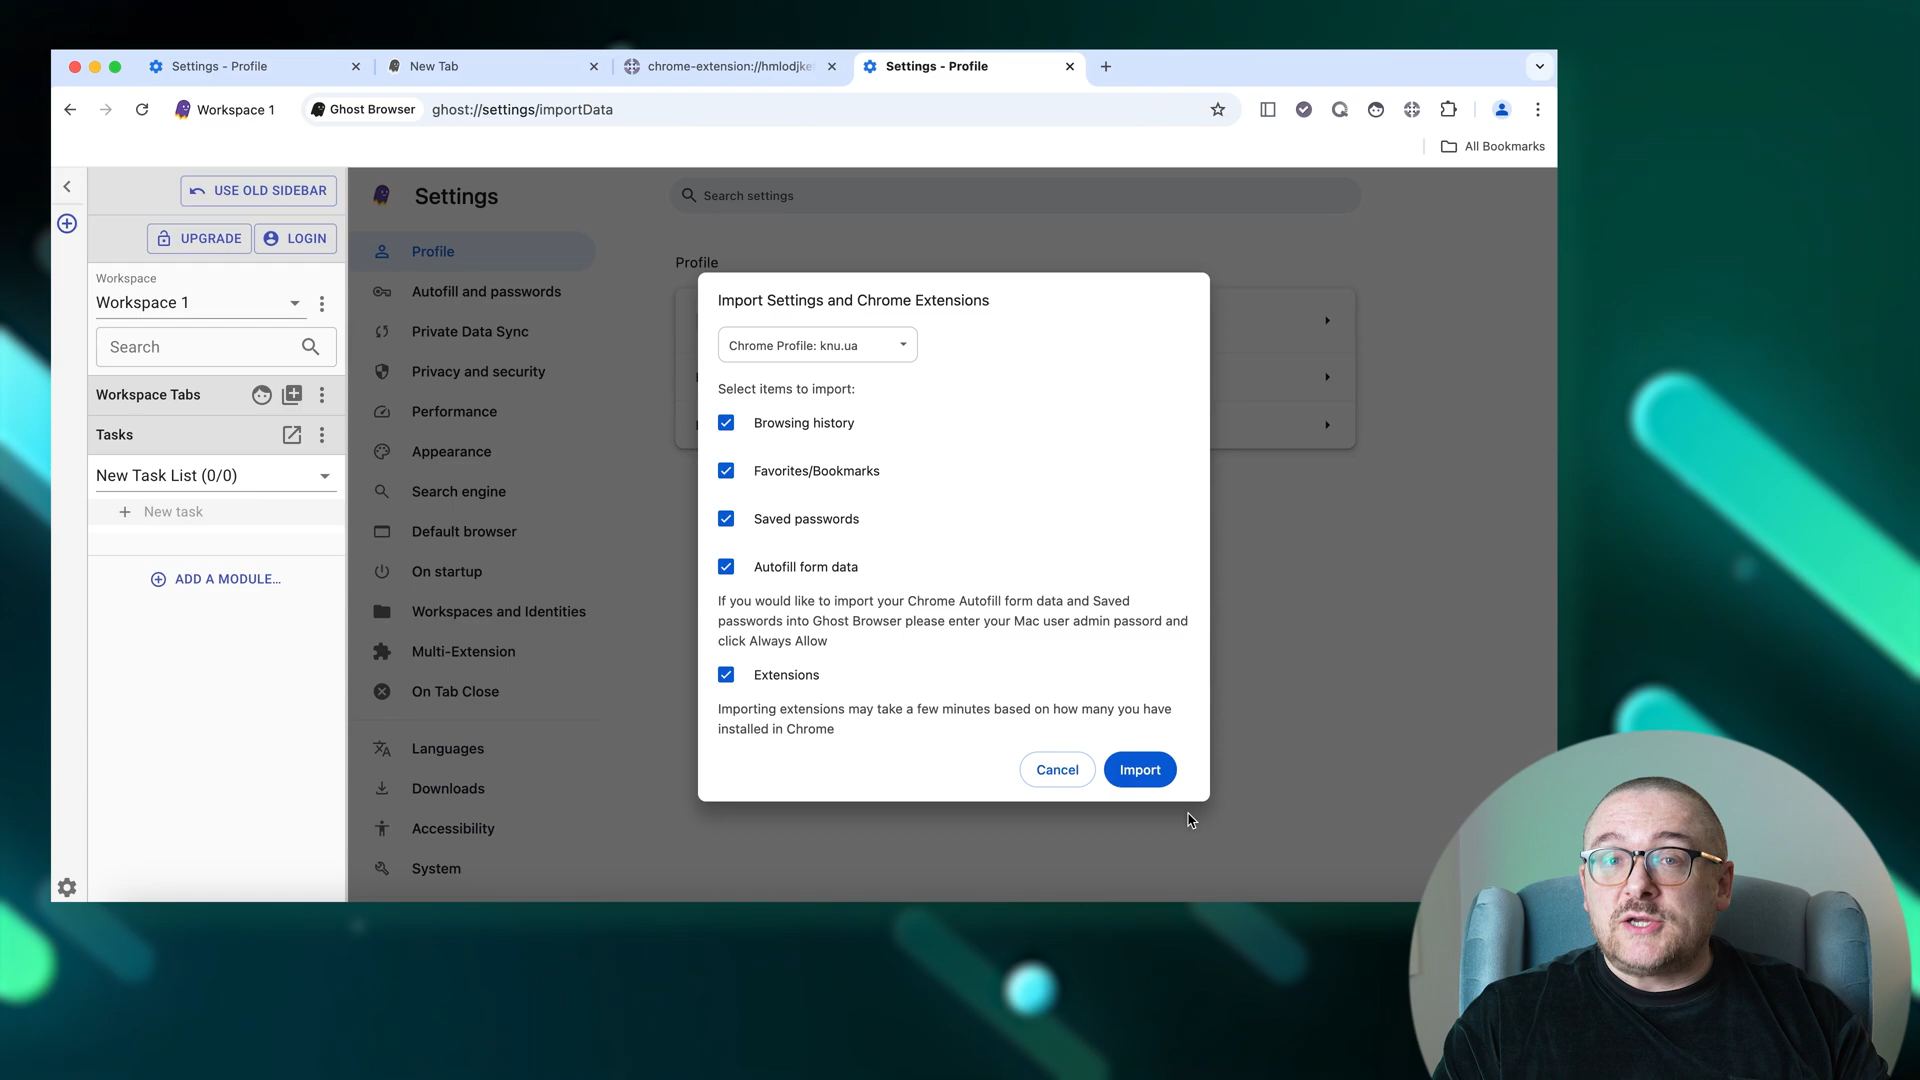 Settings - Profile
New Tab
chrome-extension://hmlodjke
Settings - Profile
Workspace 1
Ghost Browser
ghost://settings/importData
All Bookmarks
USE OLD SIDEBAR
UPGRADE
LOGIN
Workspace
Workspace 1
Search
Workspace Tabs
Tasks
New Task List (0/0)
New task
ADD A MODULE...
Settings
Search settings
Profile
Autofill and passwords
Private Data Sync
Privacy and security
Performance
Appearance
Search engine
Default browser
On startup
Workspaces and Identities
Multi-Extension
On Tab Close
Languages
Downloads
Accessibility
System
Profile
Import Settings and Chrome Extensions
Chrome Profile: knu.ua
Select items to import:
Browsing history
Favorites/Bookmarks
Saved passwords
Autofill form data
If you would like to import your Chrome Autofill form data and Saved
passwords into Ghost Browser please enter your Mac user admin passord and
click Always Allow
Extensions
Importing extensions may take a few minutes based on how many you have
installed in Chrome
Cancel
Import